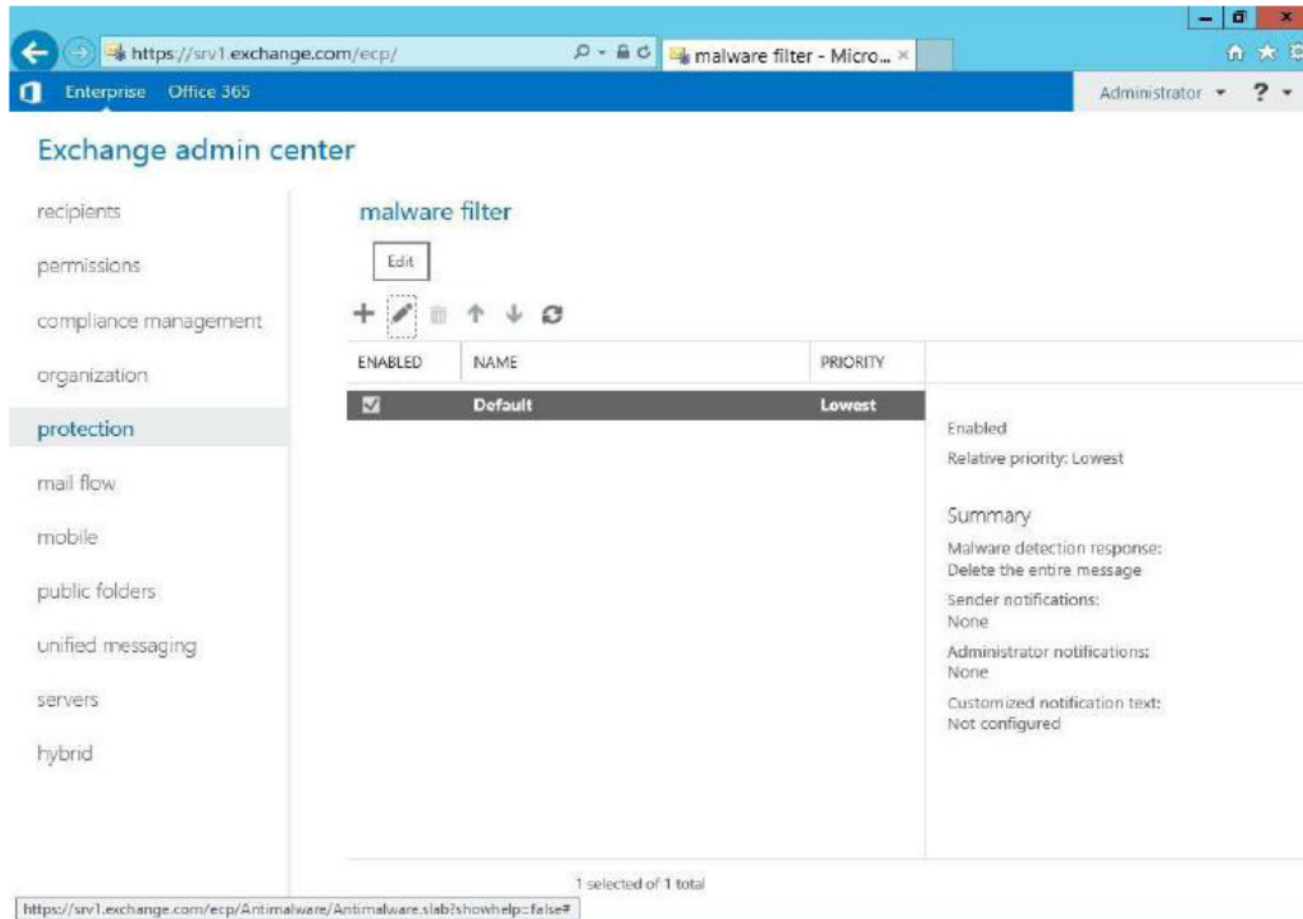 https://srv1.exchange.com/ecp/
malware filter - Micro...
Enterprise Office 365
Administrator ?
Exchange admin center
recipients
permissions
compliance management
organization
protection
mail flow
mobile
public folders
unified messaging
servers
hybrid
malware filter
Edit
ENABLED NAME PRIORITY
Default Lowest
Enabled
Relative priority: Lowest
Summary
Malware detection response:
Delete the entire message
Sender notifications:
None
Administrator notifications:
None
Customized notification text:
Not configured
1 selected of 1 total
https://srv1.exchange.com/ecp/Antimalware/Antimalware.slab?showhelp=false#